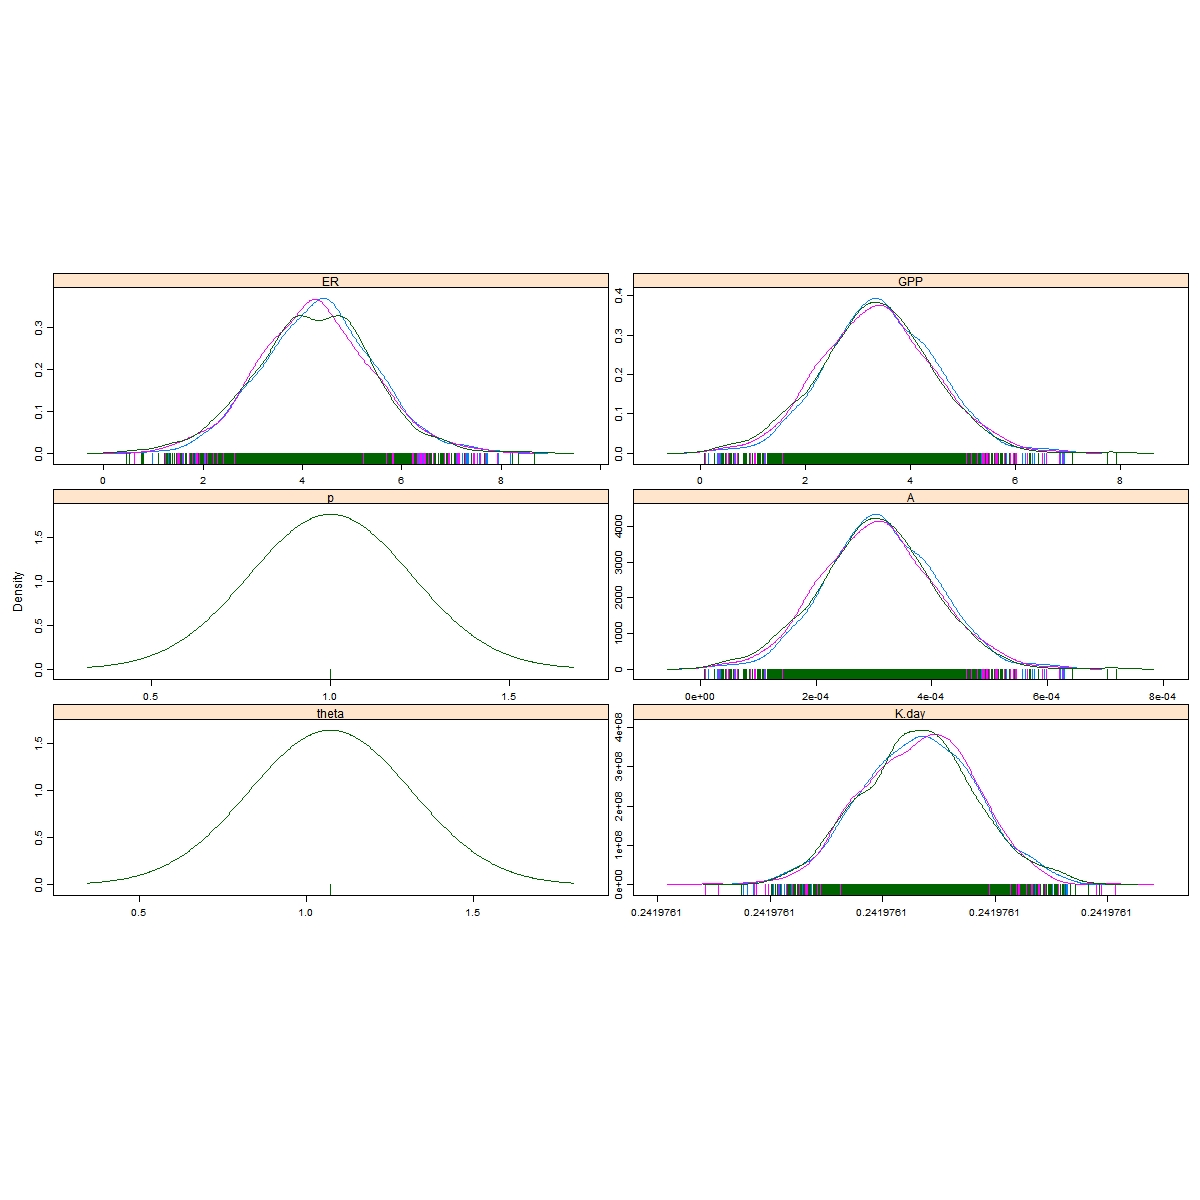 ER
0.0 0.1 0.2 0.3
0 2 4 6 8
GPP
0.0 0.1 0.2 0.3 0.4
0 2 4 6 8
Density
p
0.0 0.5 1.0 1.5
0.5 1.0 1.5
A
0 1000 2000 3000 4000
0e+00 2e-04 4e-04 6e-04 8e-04
theta
0.0 0.5 1.0 1.5
0.5 1.0 1.5
K.day
0e+00 1e+08 2e+08 3e+08 4e+08
0.2419761 0.2419761 0.2419761 0.2419761 0.2419761